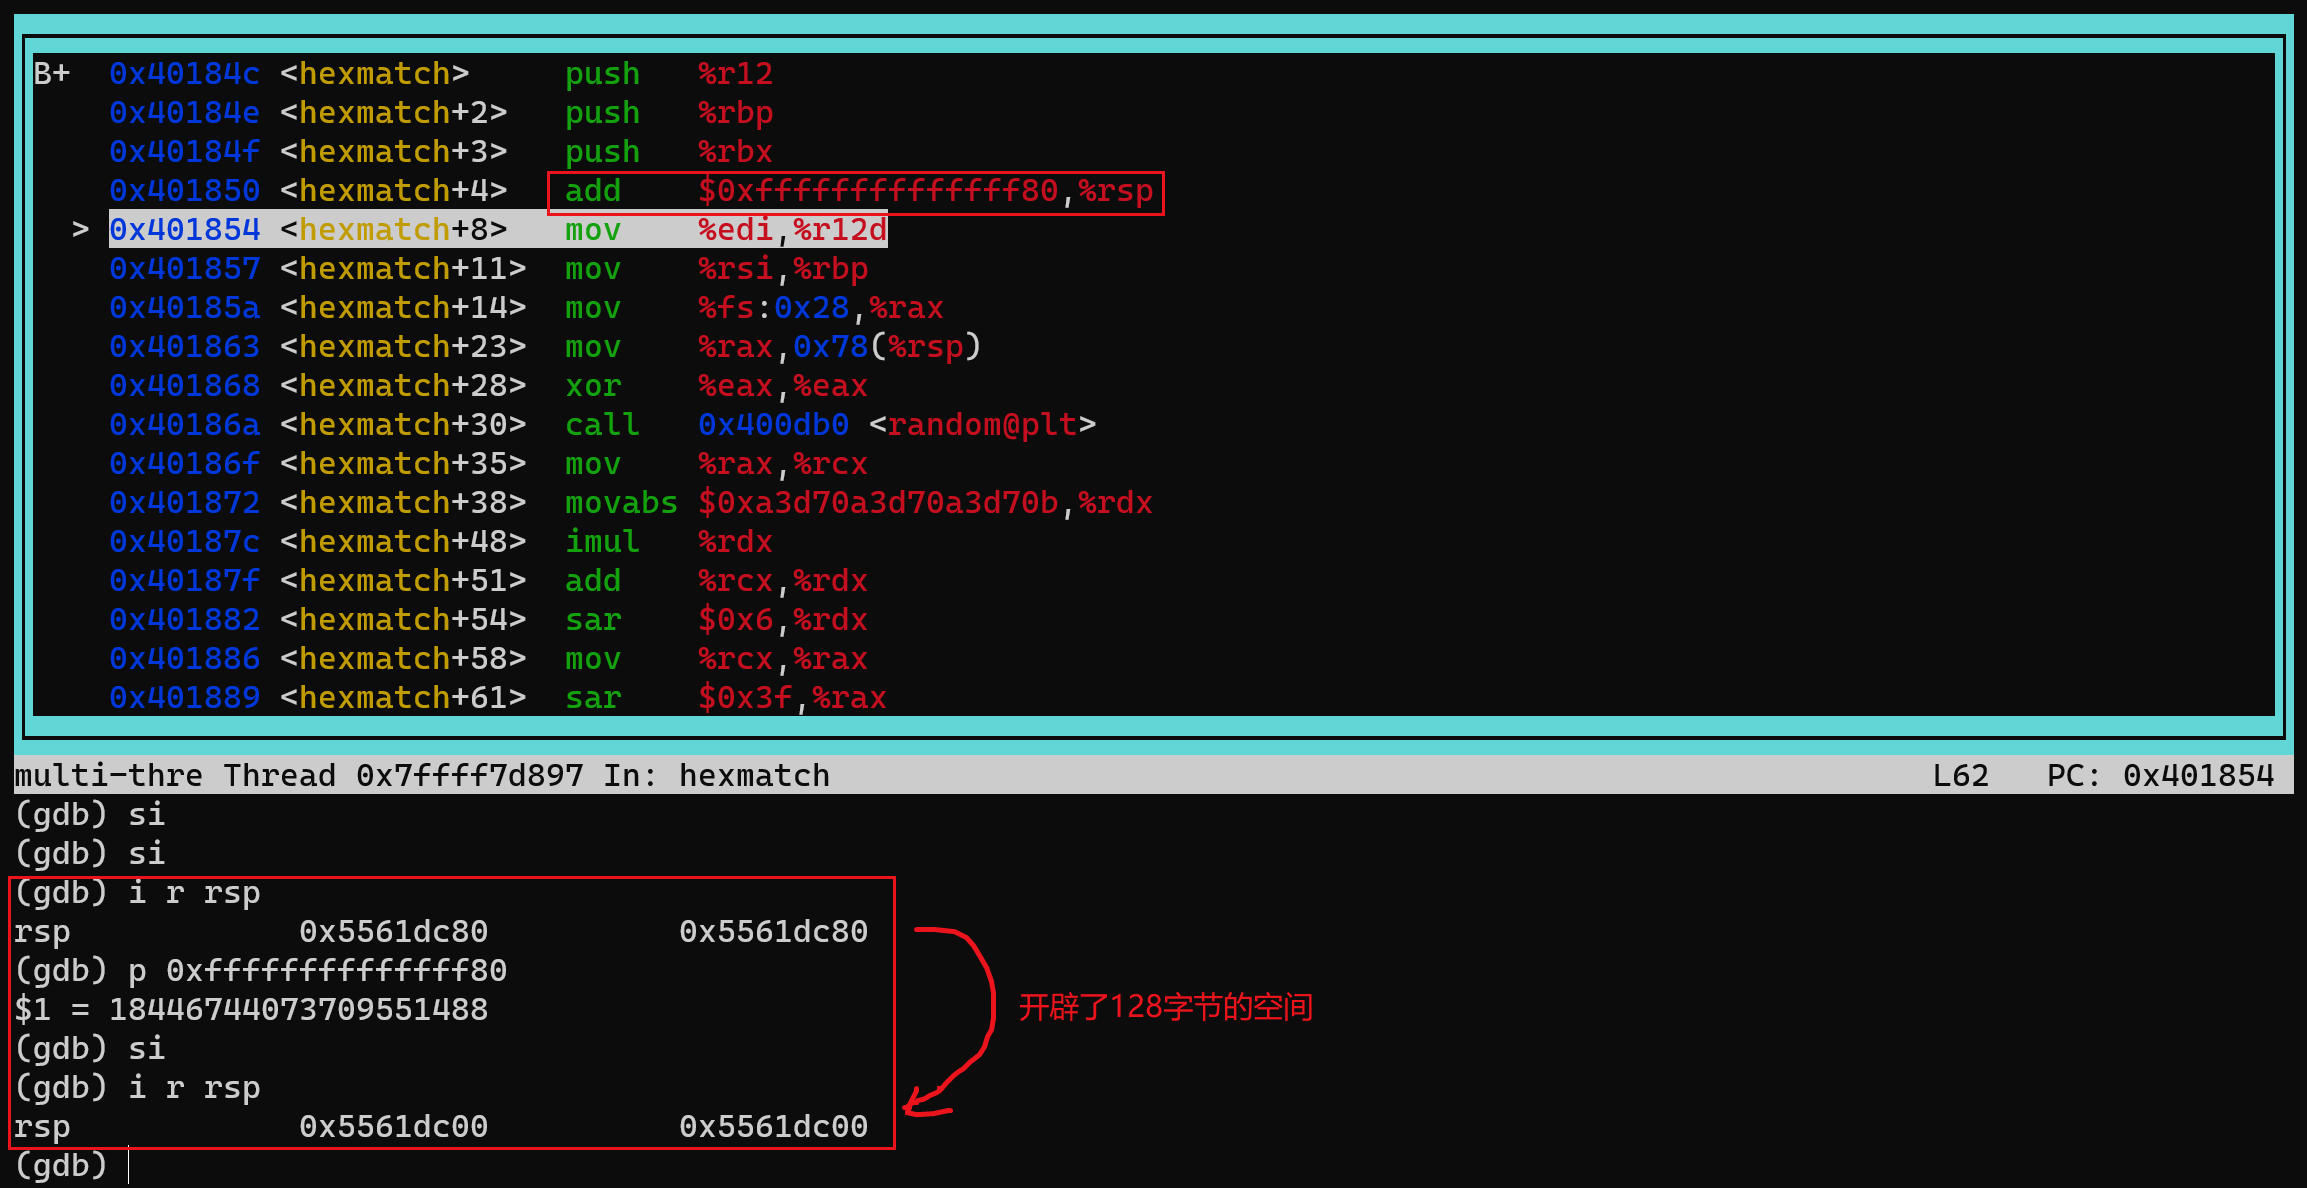 B+ 0x40184c <hexmatch> push %r12
0x40184e <hexmatch+2> push %rbp
0x40184f <hexmatch+3> push %rbx
0x401850 <hexmatch+4> add $0xffffffffffffff80,%rsp
> 0x401854 <hexmatch+8> mov %edi,%r12d
0x401857 <hexmatch+11> mov %rsi,%rbp
0x40185a <hexmatch+14> mov %fs:0x28,%rax
0x401863 <hexmatch+23> mov %rax,0x78(%rsp)
0x401868 <hexmatch+28> xor %eax,%eax
0x40186a <hexmatch+30> call 0x400db0 <random@plt>
0x40186f <hexmatch+35> mov %rax,%rcx
0x401872 <hexmatch+38> movabs $0xa3d70a3d70a3d70b,%rdx
0x40187c <hexmatch+48> imul %rdx
0x40187f <hexmatch+51> add %rcx,%rdx
0x401882 <hexmatch+54> sar $0x6,%rdx
0x401886 <hexmatch+58> mov %rcx,%rax
0x401889 <hexmatch+61> sar $0x3f,%rax
multi-thre Thread 0x7ffff7d897 In: hexmatch L62 PC: 0x401854
(gdb) si
(gdb) si
(gdb) i r rsp
rsp 0x5561dc80 0x5561dc80
(gdb) p 0xffffffffffffff80
$1 = 18446744073709551488
开辟了128字节的空间
(gdb) si
(gdb) i r rsp
rsp 0x5561dc00 0x5561dc00
(gdb)